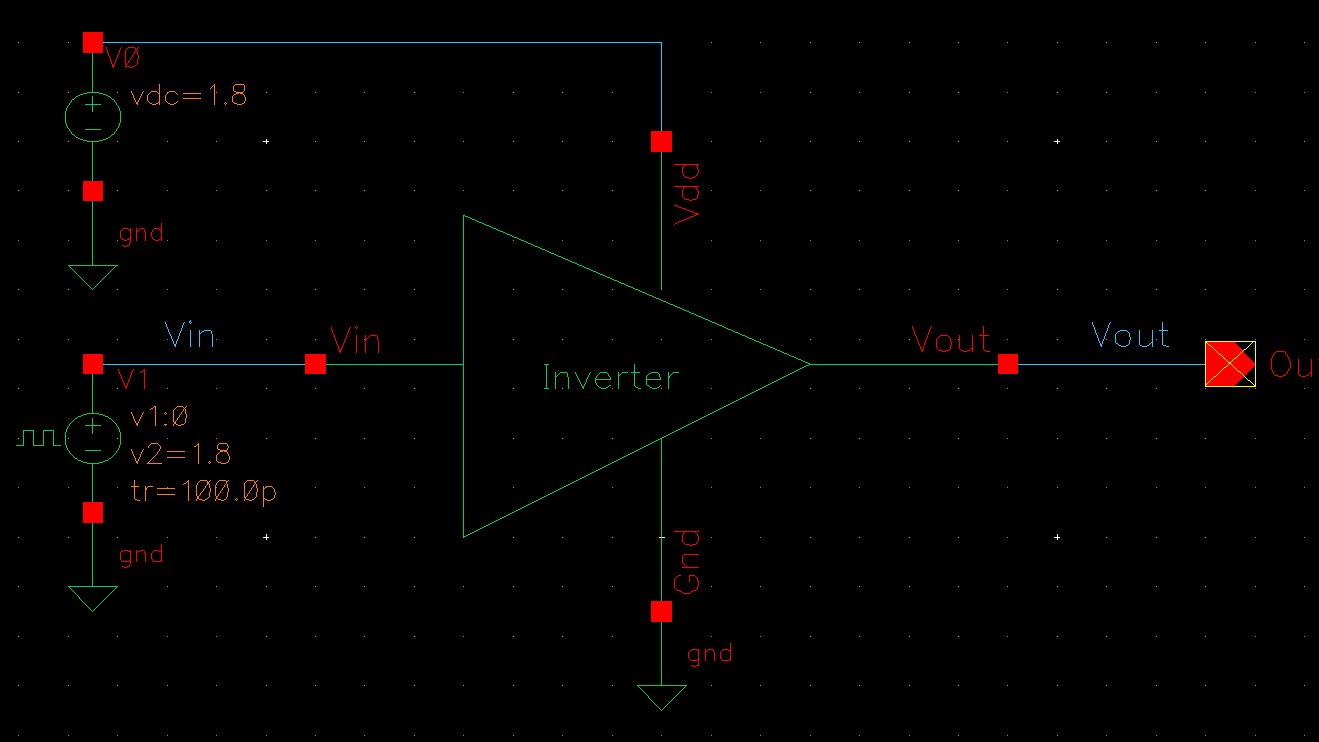 V0
vdc=1.8
Vdd
gnd
Vin
Vin
Vout
Vout
V1
Inverter
v1:0
v2=1.8
tr=100.0p
gnd
Gnd
gnd